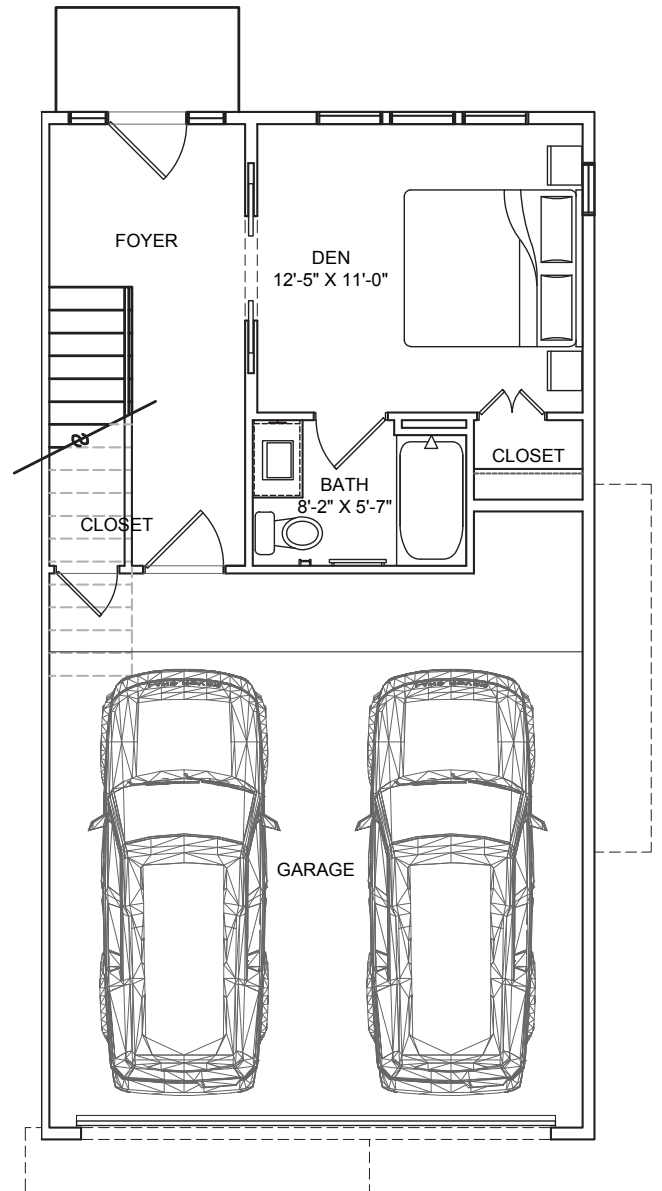 FOYER
DEN
12'-5" X 11'-0"
CLOSET
BATH
8'-2" X 5'-7"
CLOSET
GARAGE